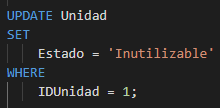 UPDATE Unidad
SET
    Estado = 'Inutilizable'
WHERE
    IDUnidad = 1;